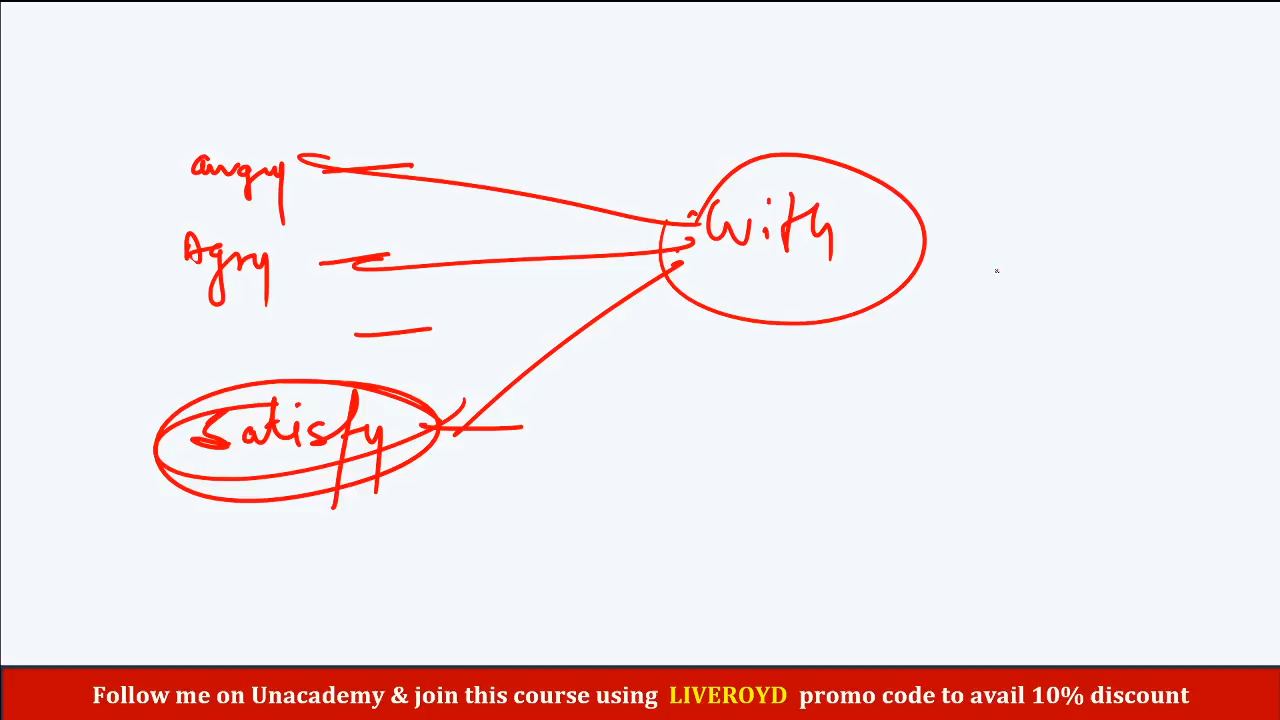 angry
With
Agry
Satisfy
Follow me on Unacademy & join this course using LIVEROYD promo code to avail 10% discount